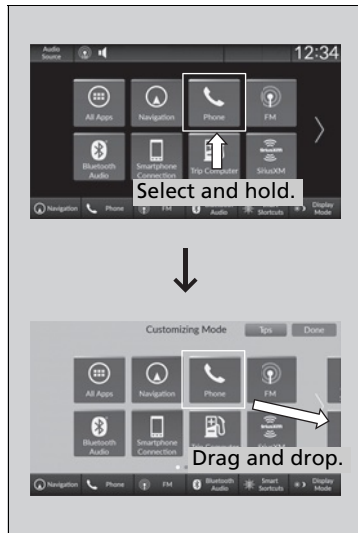 Audio Source
12:34
All Apps
Navigation
Phone
FM
Bluetooth Audio
Smartphone Connection
Trip Computer
SiriusXM
Select and hold.
Navigation
Phone
FM
Bluetooth Audio
Smart Shortcuts
Display Mode
Customizing Mode
Tips
Done
All Apps
Navigation
Phone
FM
Bluetooth Audio
Smartphone Connection
Drag and drop.
Navigation
Phone
FM
Bluetooth Audio
Smart Shortcuts
Display Mode